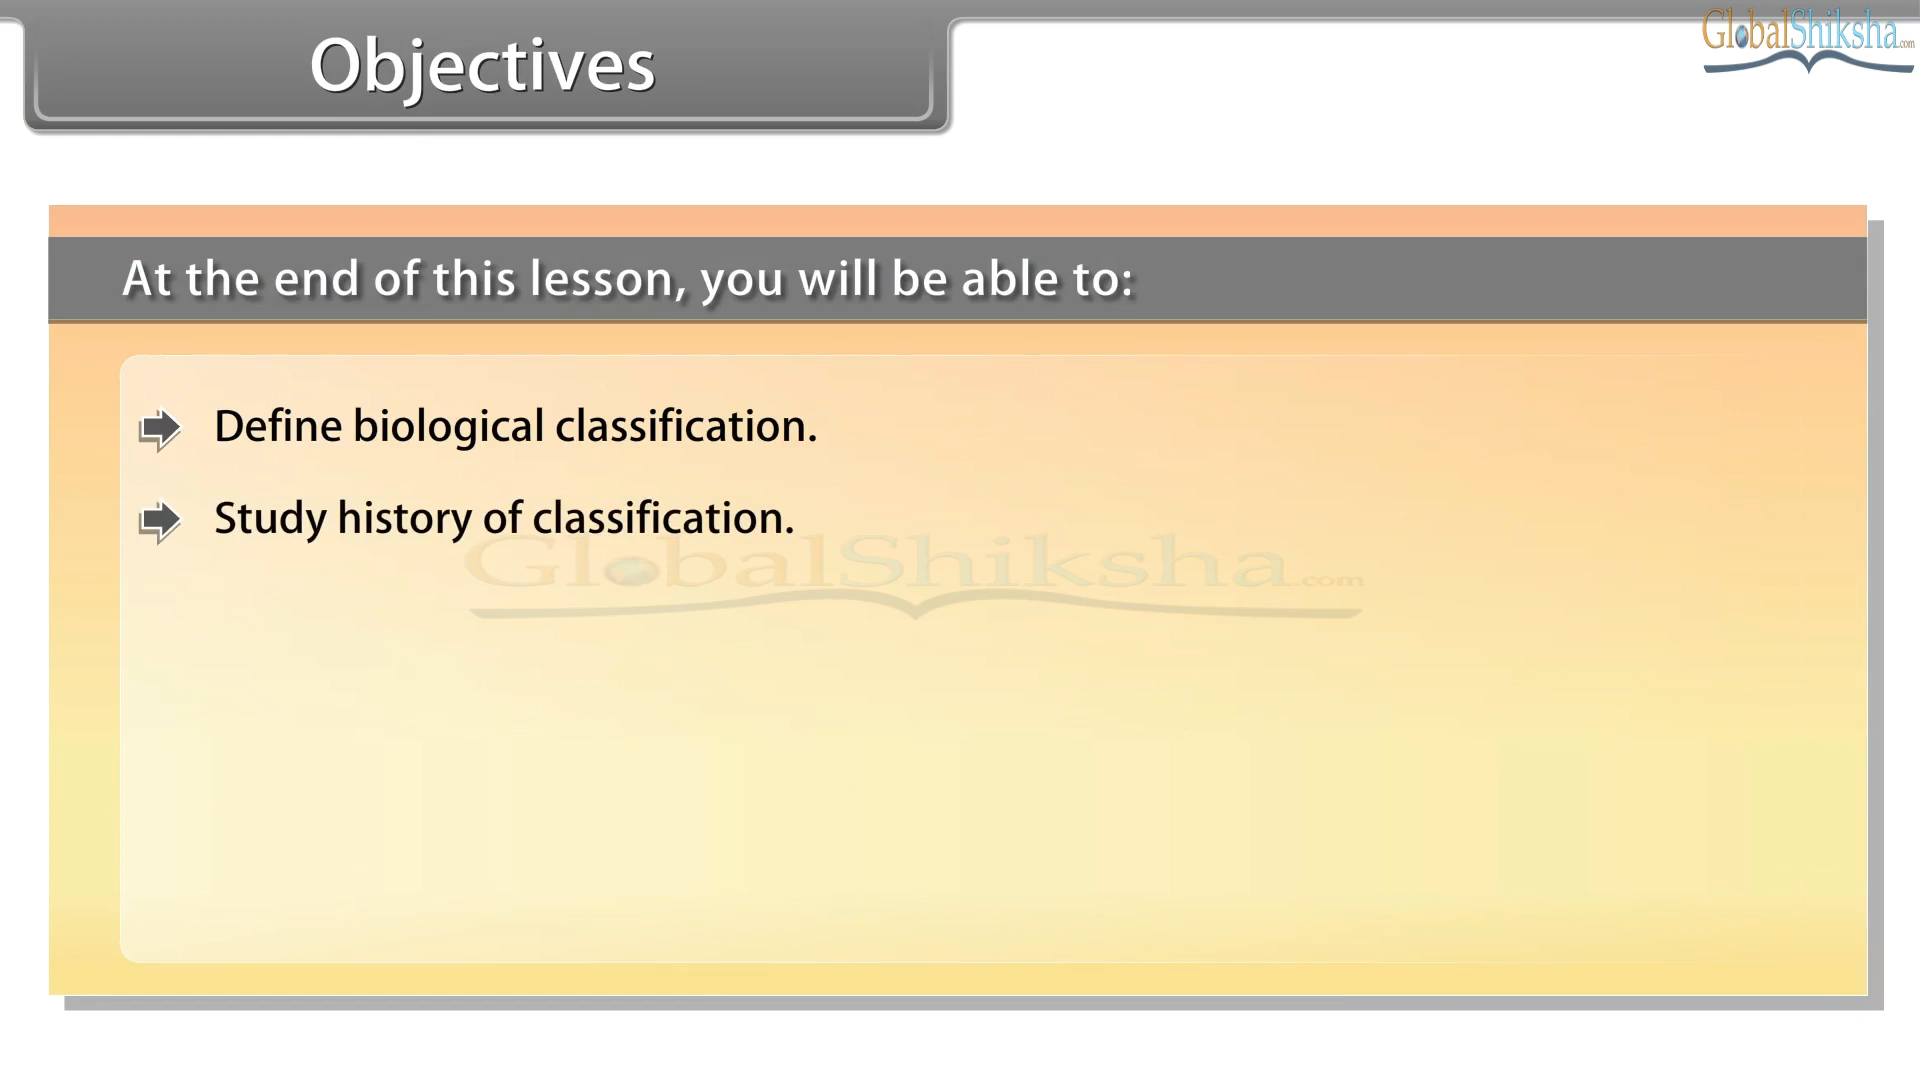 Objectives
GlobalShiksha.com
At the end of this lesson, you will be able to:
Define biological classification.
Study history of classification.
GlobalShiksha.com